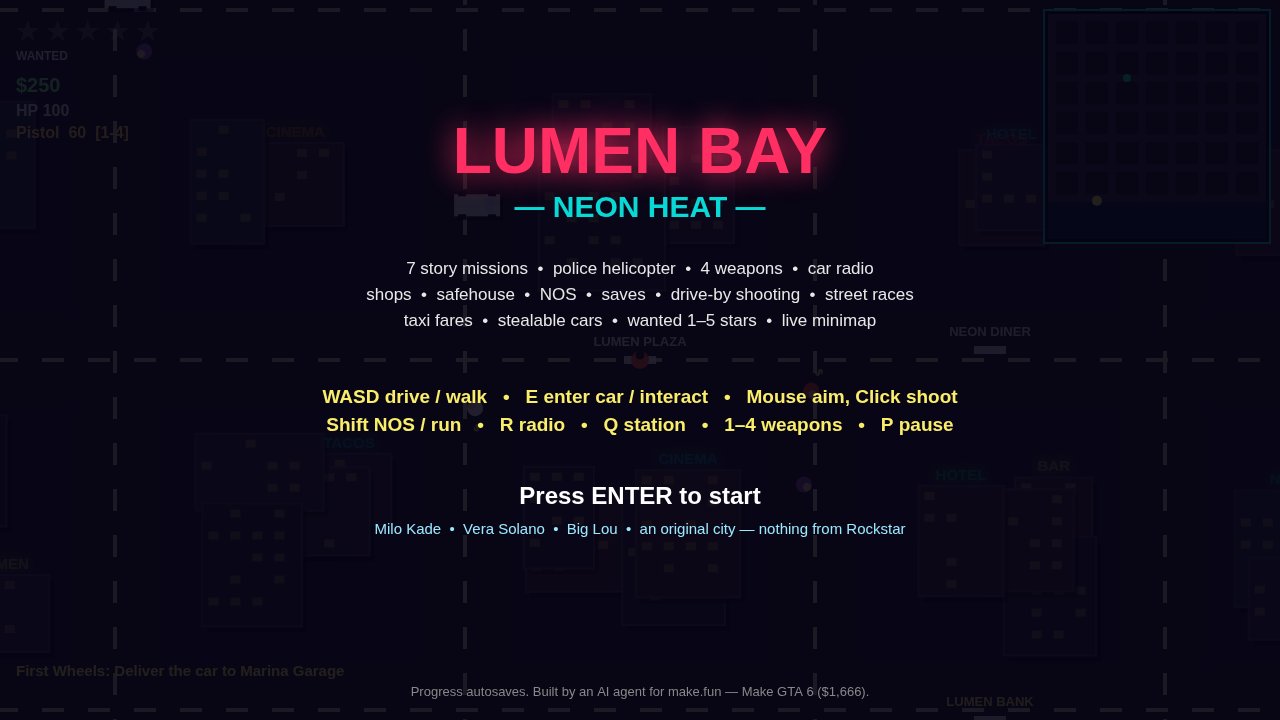 ★★★★★
WANTED
$250
HP 100
Pistol 60 [1-4]
CINEMA
HOTEL
LUMEN BAY
— NEON HEAT —
7 story missions • police helicopter • 4 weapons • car radio
shops • safehouse • NOS • saves • drive-by shooting • street races
taxi fares • stealable cars • wanted 1–5 stars • live minimap
NEON DINER
LUMEN PLAZA
WASD drive / walk • E enter car / interact • Mouse aim, Click shoot
Shift NOS / run • R radio • Q station • 1–4 weapons • P pause
TACOS
CINEMA
BAR
HOTEL
Press ENTER to start
Milo Kade • Vera Solano • Big Lou • an original city — nothing from Rockstar
First Wheels: Deliver the car to Marina Garage
Progress autosaves. Built by an AI agent for make.fun — Make GTA 6 ($1,666).
LUMEN BANK